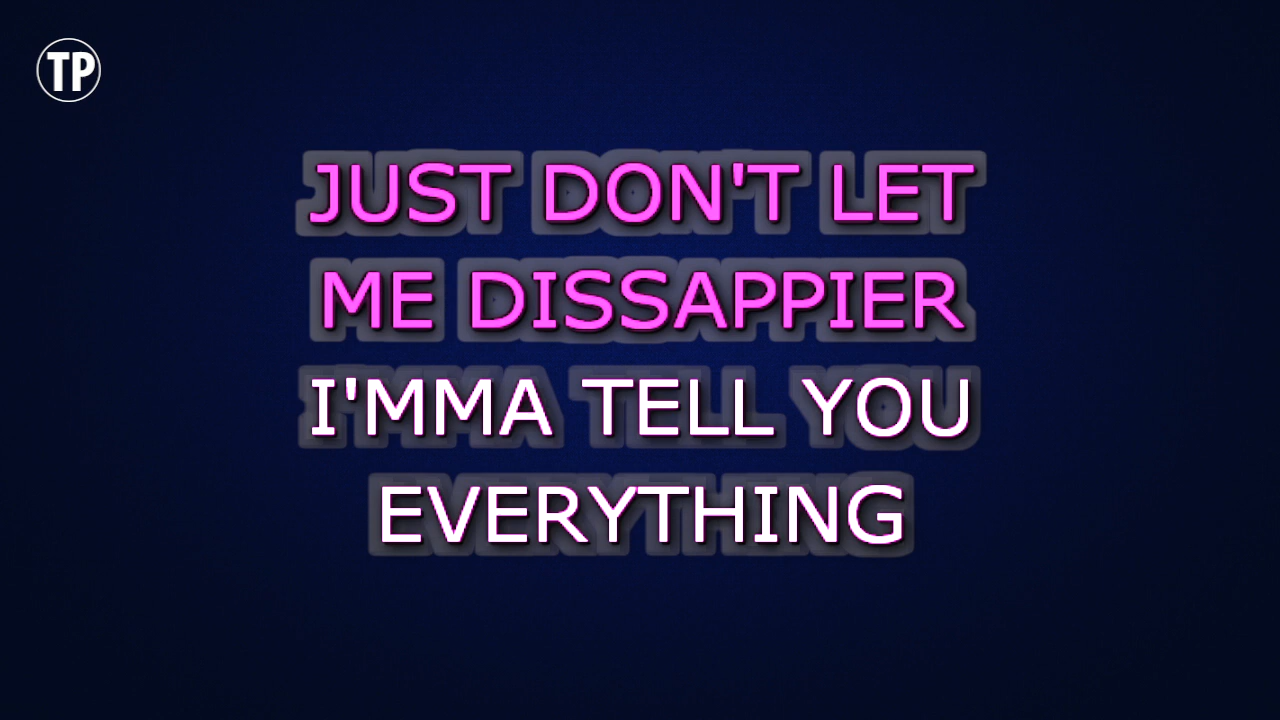 TP
JUST DON'T LET
ME DISSAPPIER
I'MMA TELL YOU
EVERYTHING